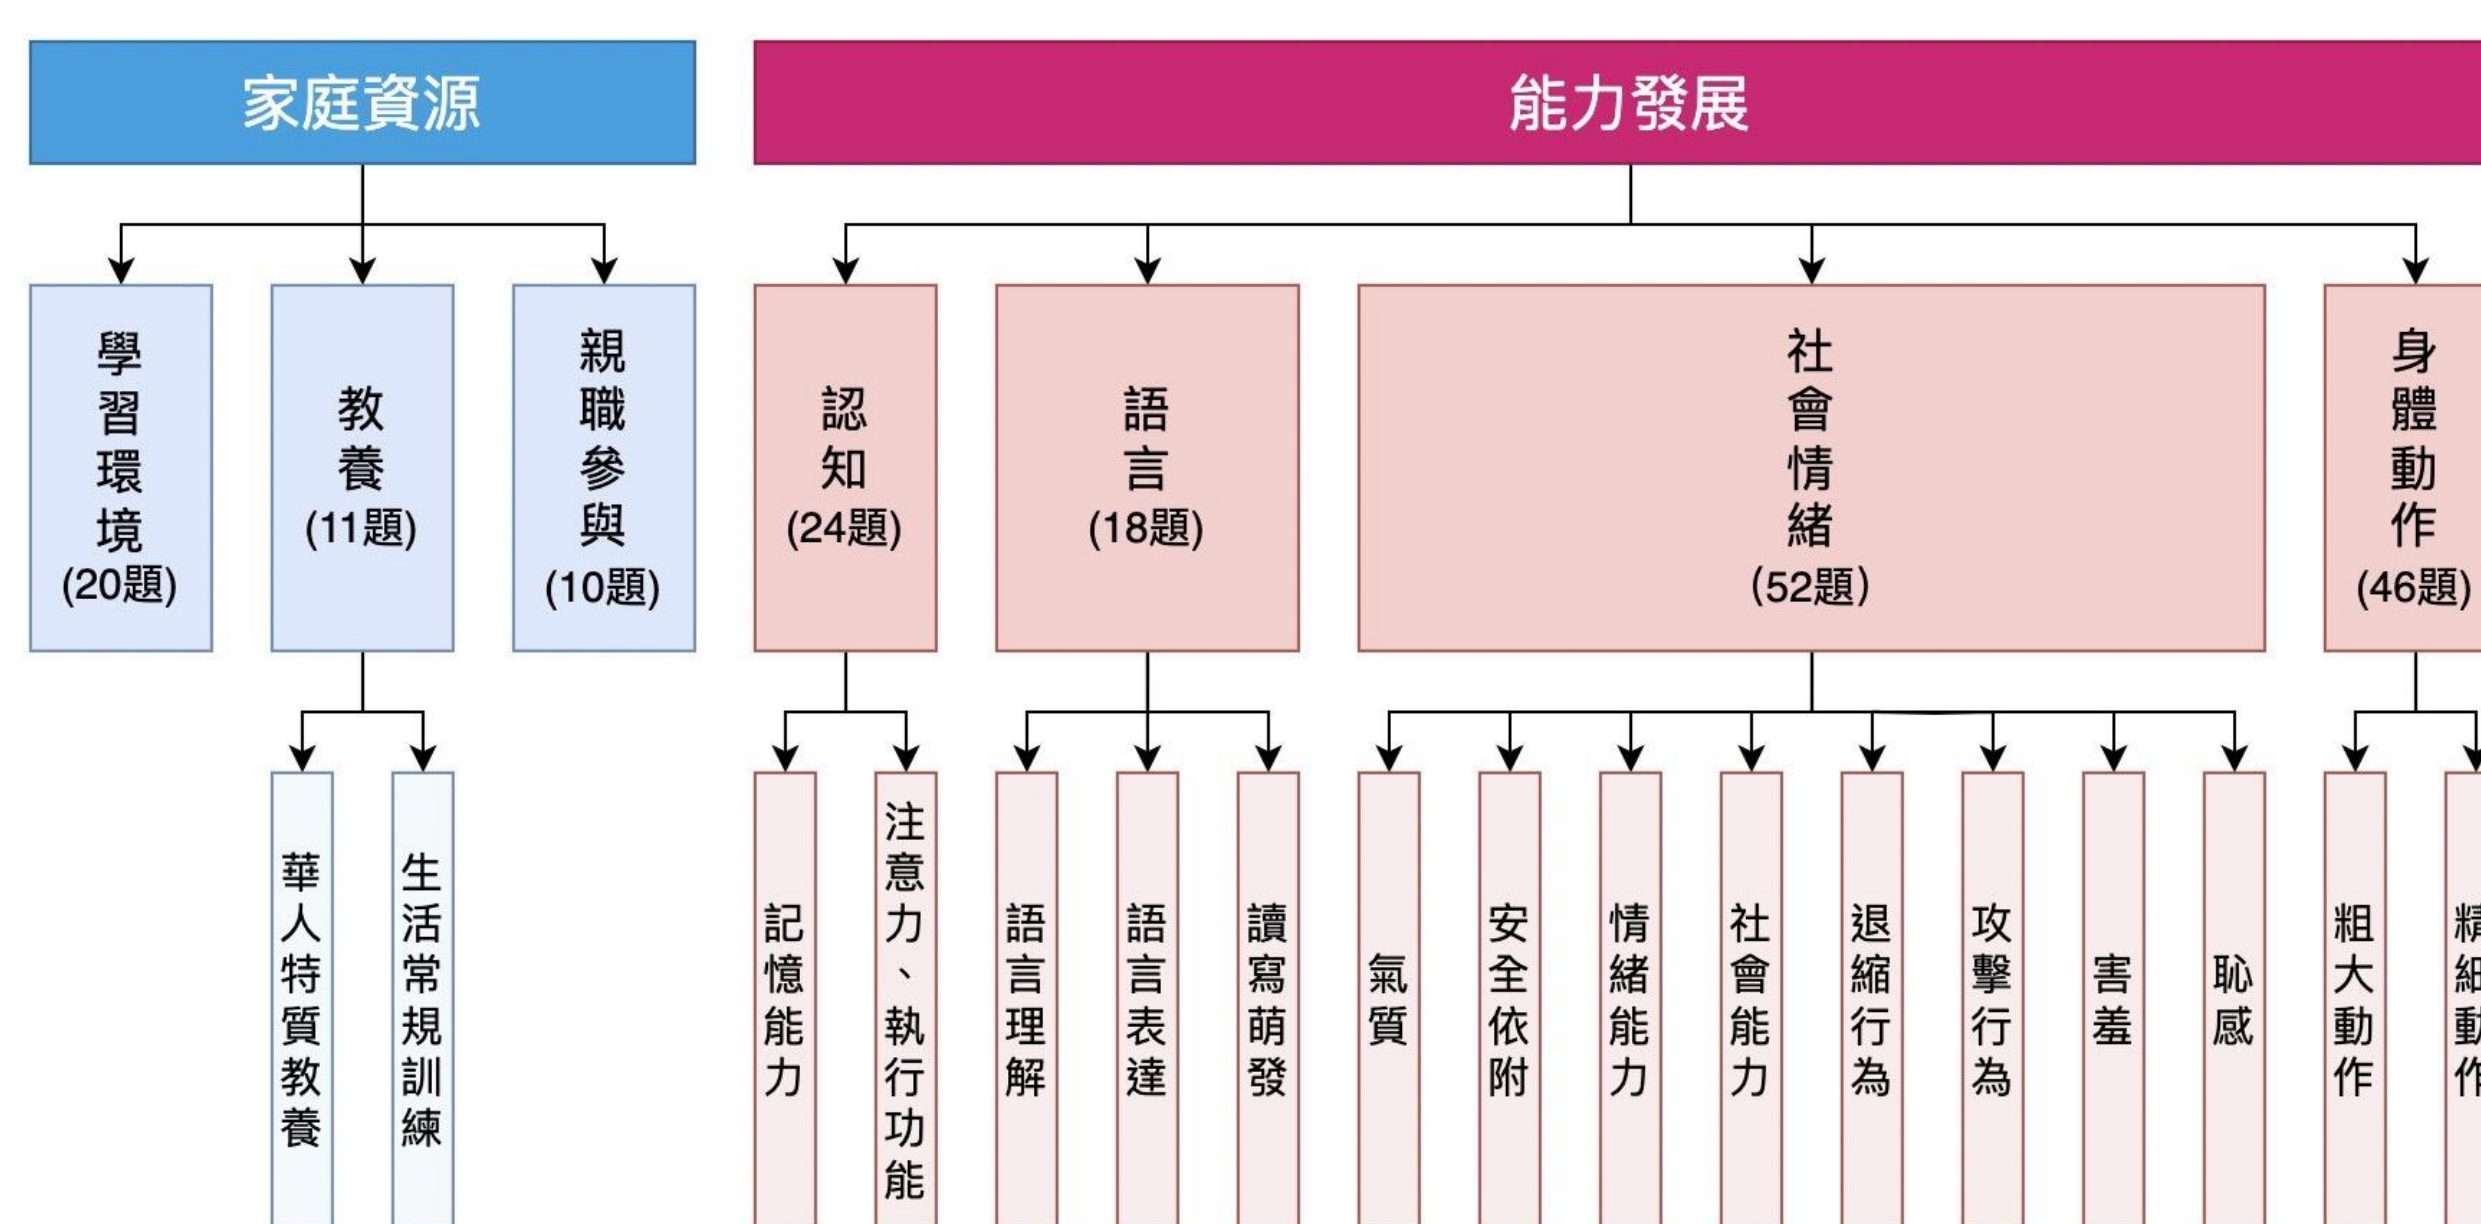 家庭資源
能力發展
學習環境
(20題)
教養
(11題)
親職參與
(10題)
認知
(24題)
語言
(18題)
社會情緒
(52題)
身體動作
(46題)
華人特質教養
生活常規訓練
記憶能力
注意力、執行功能
語言理解
語言表達
讀寫萌發
氣質
安全依附
情緒能力
社會能力
退縮行為
攻擊行為
害羞
恥感
粗大動作
精細動作